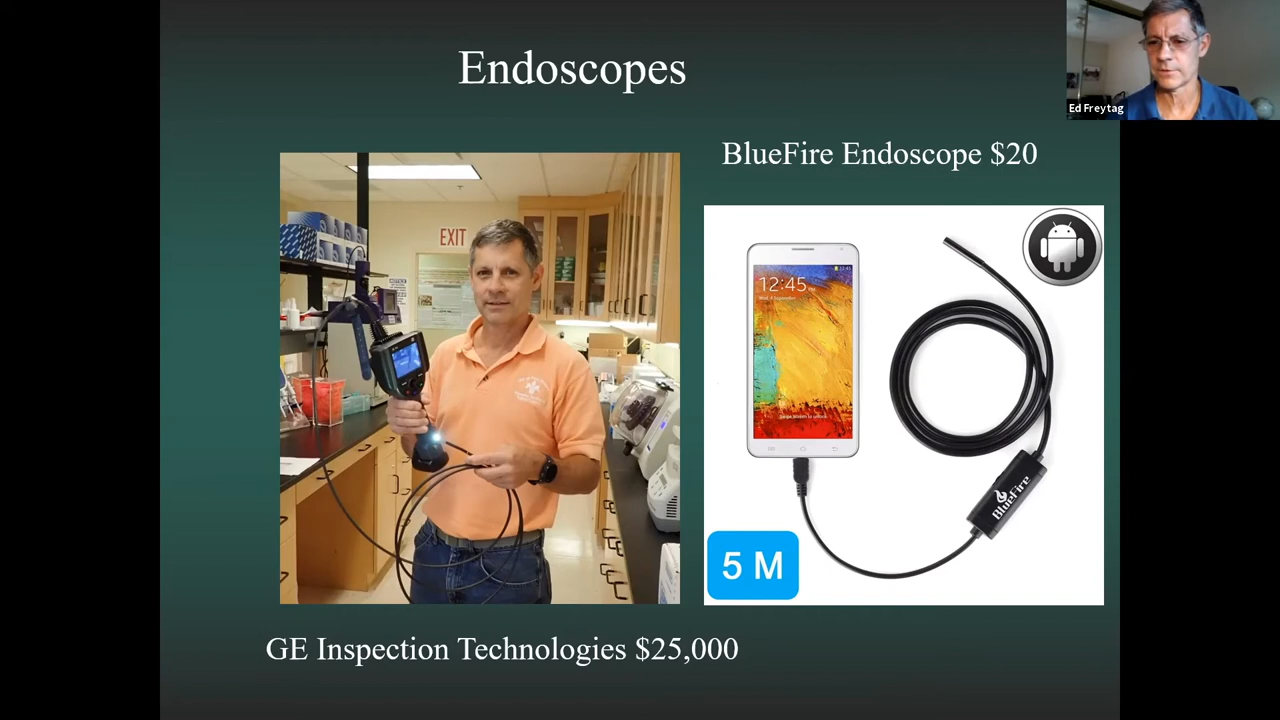 Endoscopes
Ed Freytag
BlueFire Endoscope $20
EXIT
12:45
BlueFire
5 M
GE Inspection Technologies $25,000